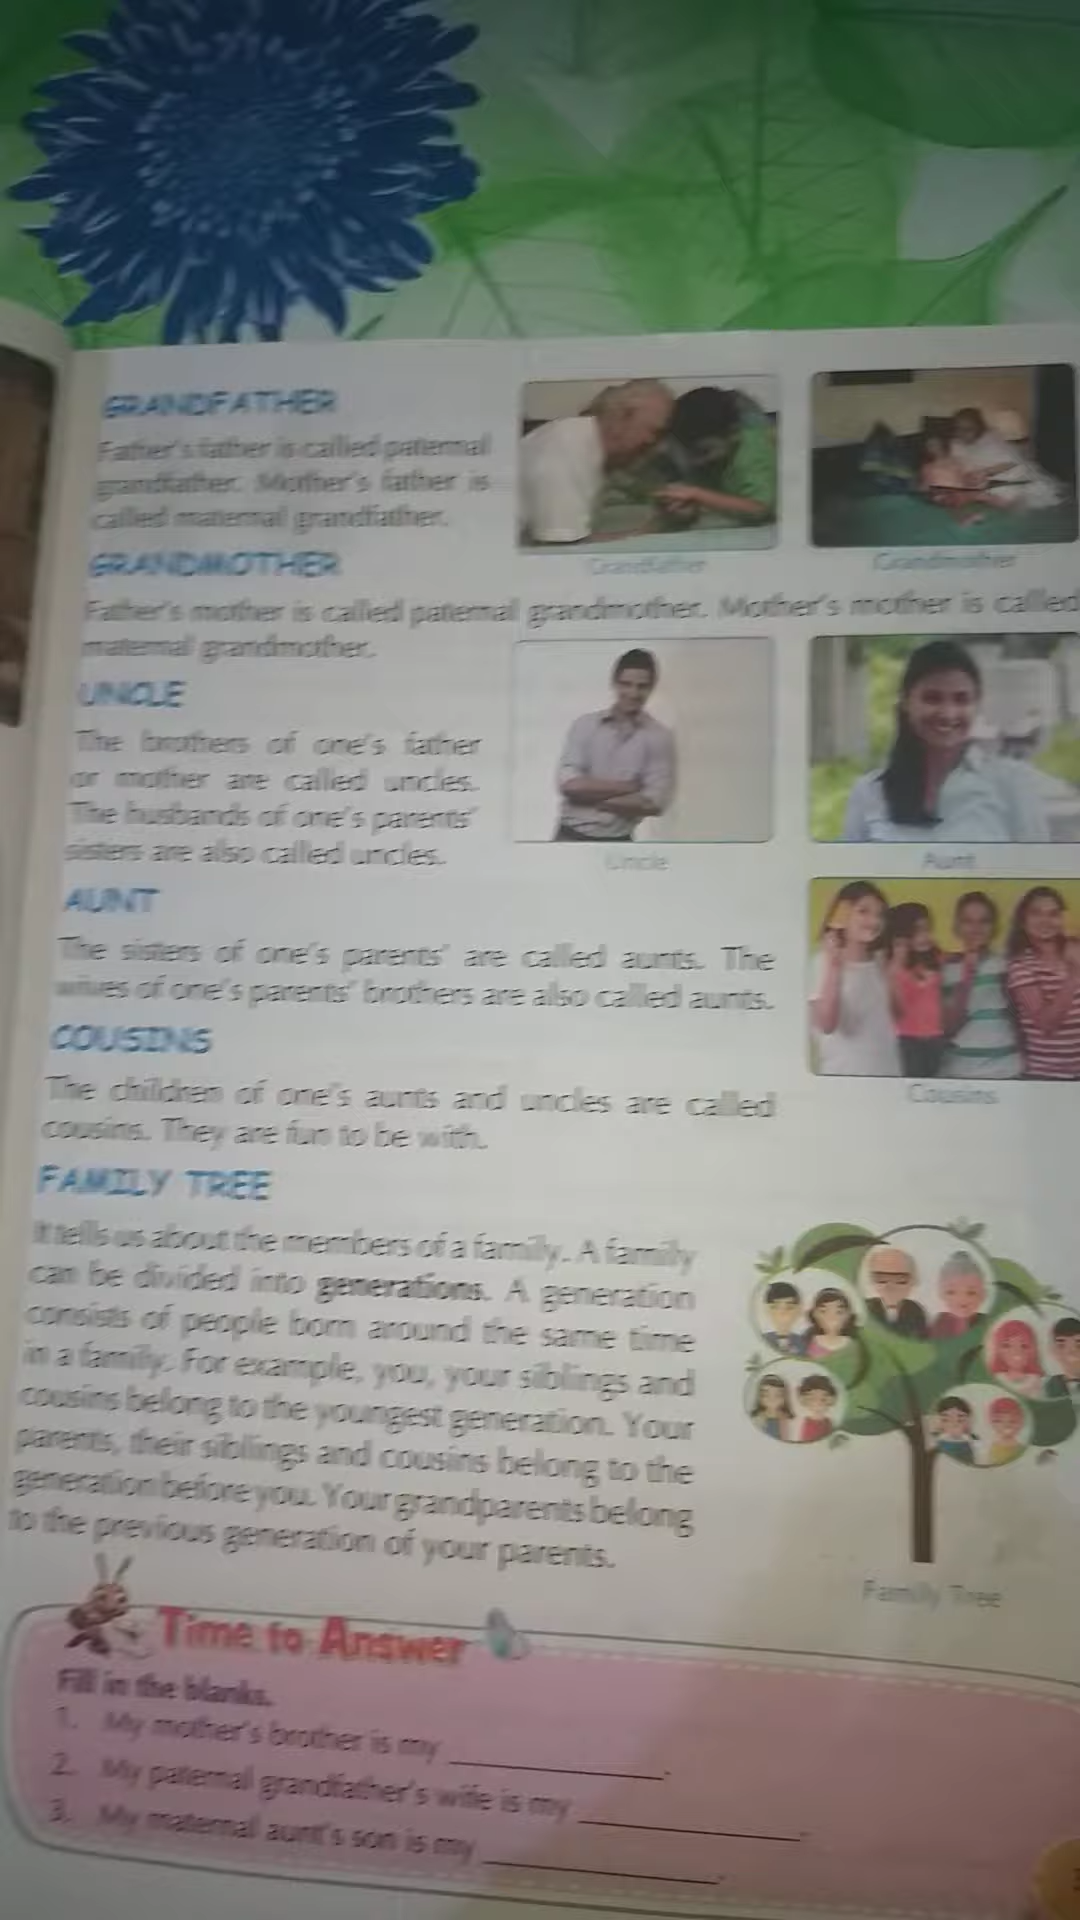 GRANDFATHER
Father's father is called paternal
grandfather. Mother's father is
called maternal grandfather.
Grandfather
Grandmother
GRANDMOTHER
Father's mother is called paternal grandmother. Mother's mother is called
maternal grandmother.
UNCLE
The brothers of one's father
or mother are called uncles.
The husbands of one's parents'
sisters are also called uncles.
Uncle
Aunt
AUNT
The sisters of one's parents' are called aunts. The
wives of one's parents' brothers are also called aunts.
COUSINS
The children of one's aunts and uncles are called
cousins. They are fun to be with.
Cousins
FAMILY TREE
It tells us about the members of a family. A family
can be divided into generations. A generation
consists of people born around the same time
in a family. For example, you, your siblings and
cousins belong to the youngest generation. Your
parents, their siblings and cousins belong to the
generation before you. Your grandparents belong
to the previous generation of your parents.
Family Tree
Time to Answer
Fill in the blanks.
1. My mother's brother is my ____________.
2. My paternal grandfather's wife is my ____________.
3. My maternal aunt's son is my ____________.